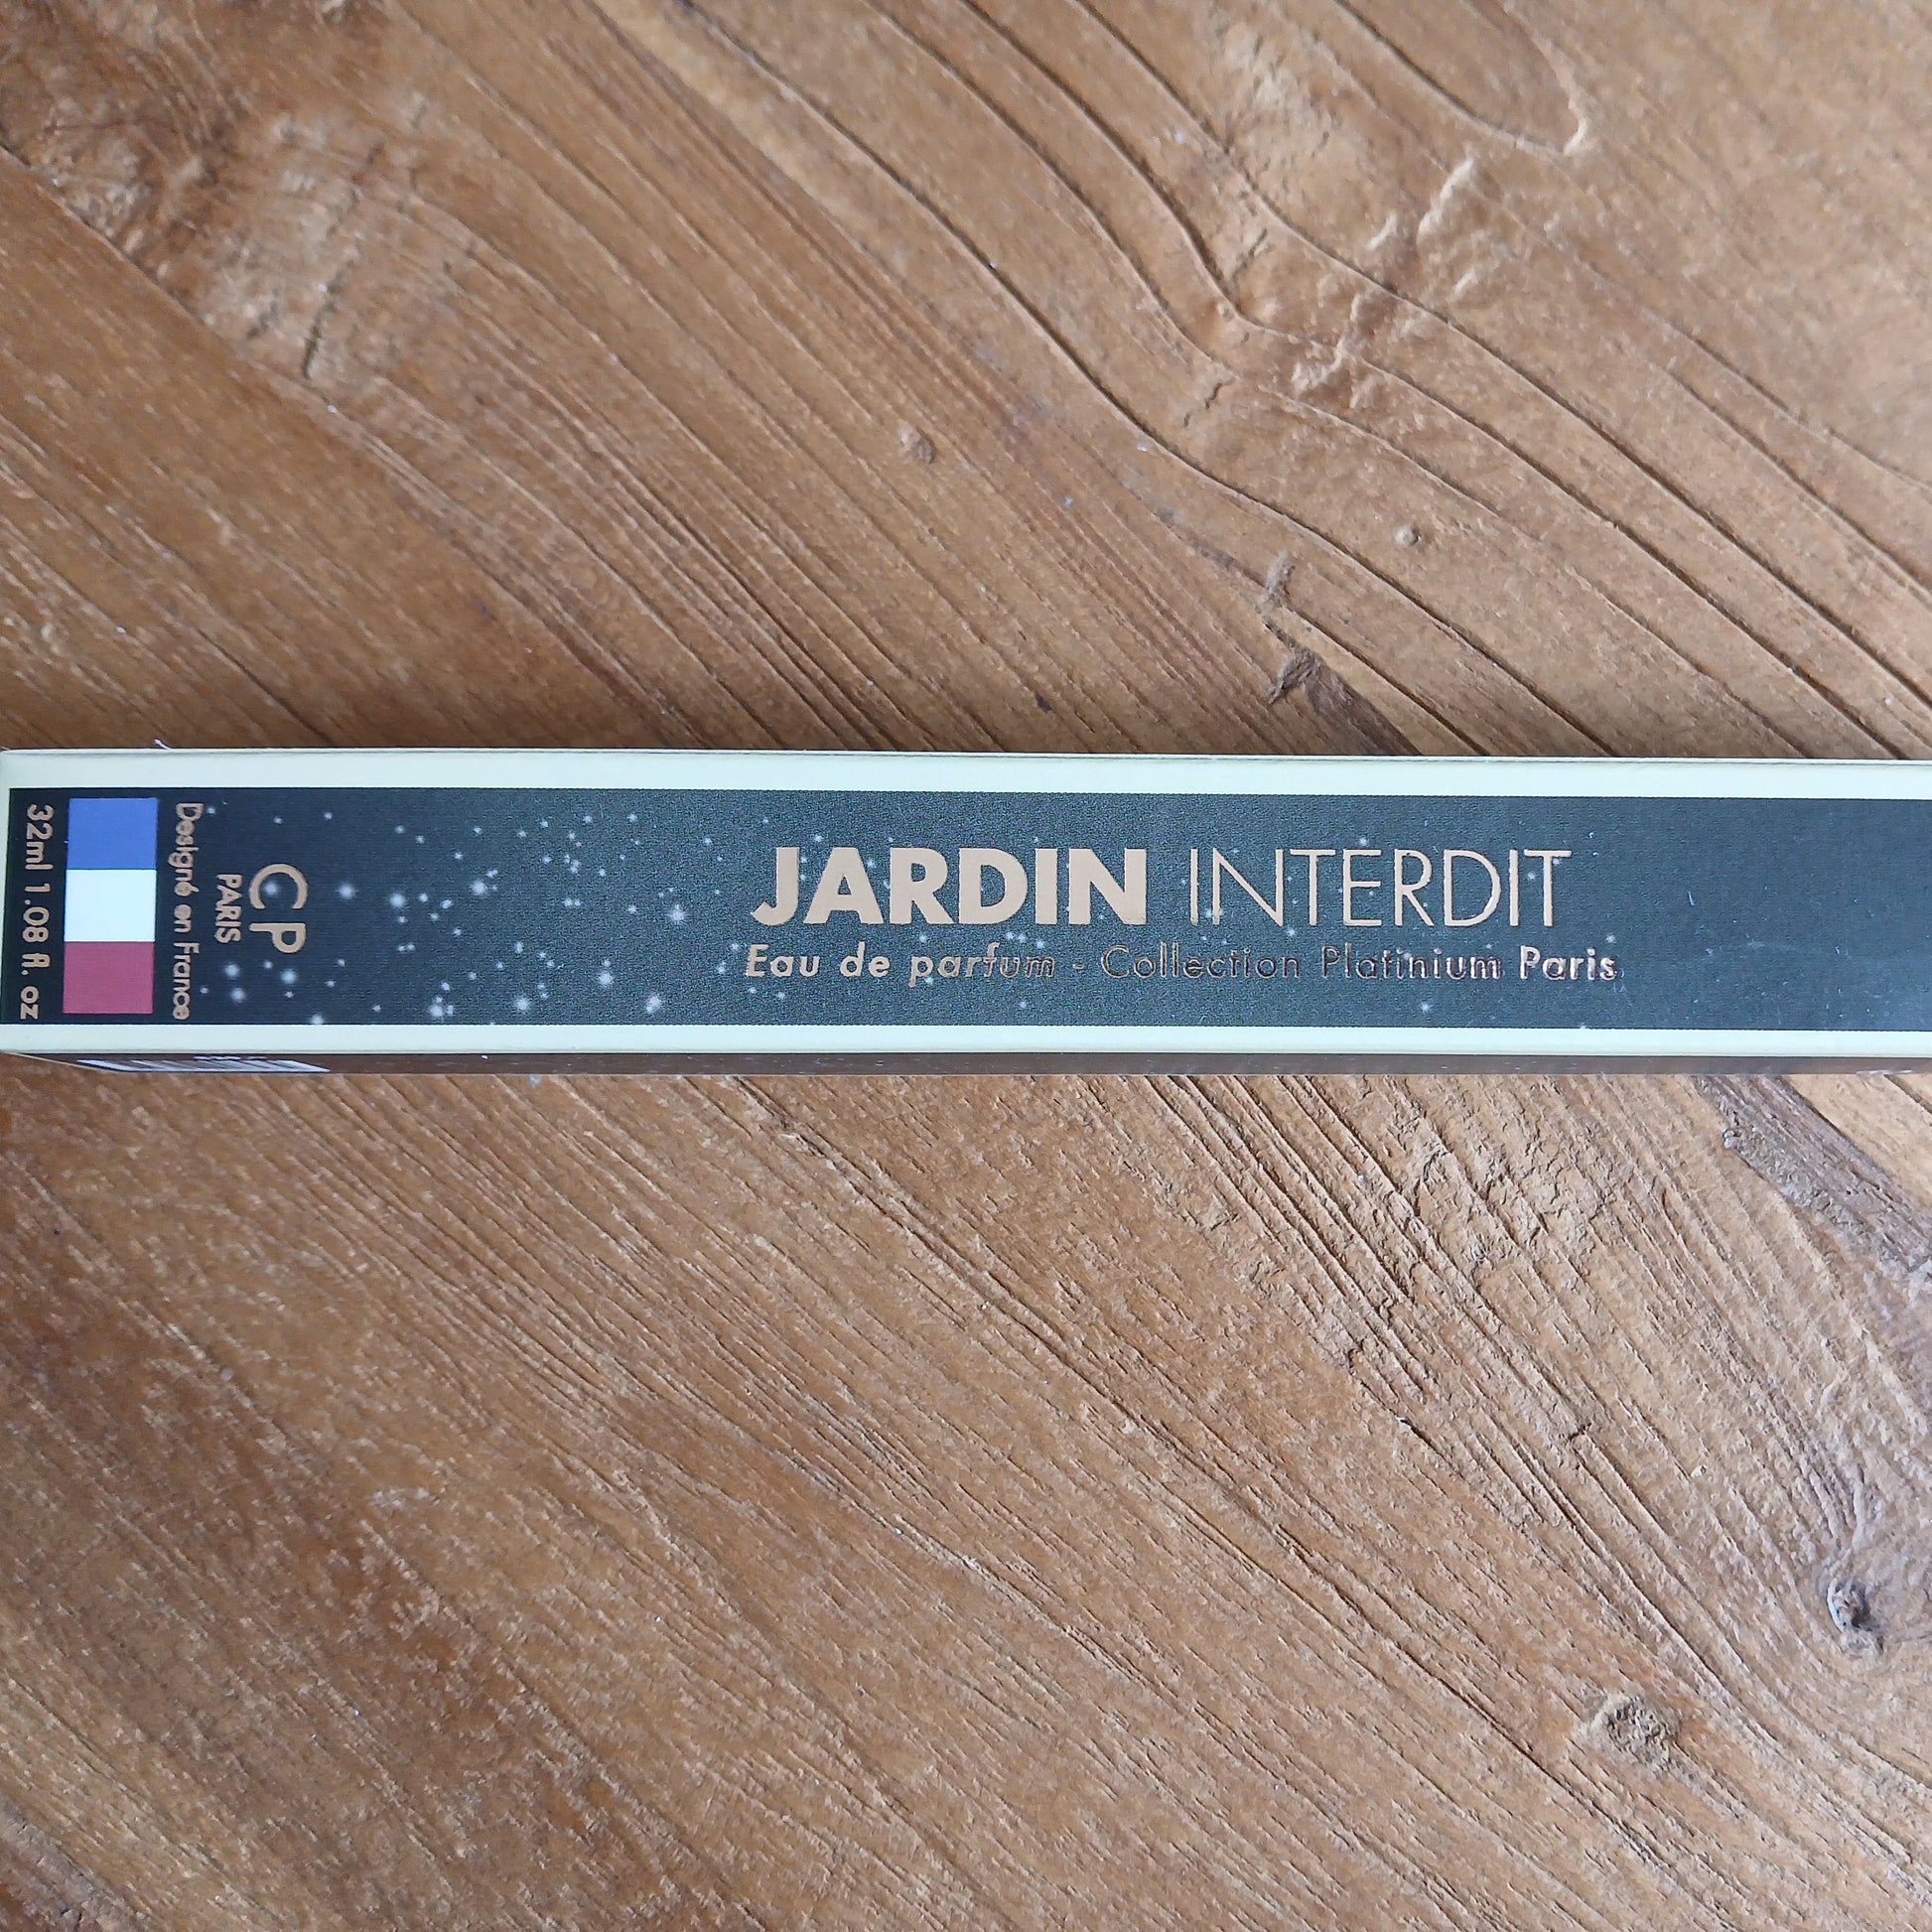 JARDIN INTERDIT
Eau de parfum - Collection Platinium Paris
CP
PARIS
Designé en France
32ml 1.08 fl. oz